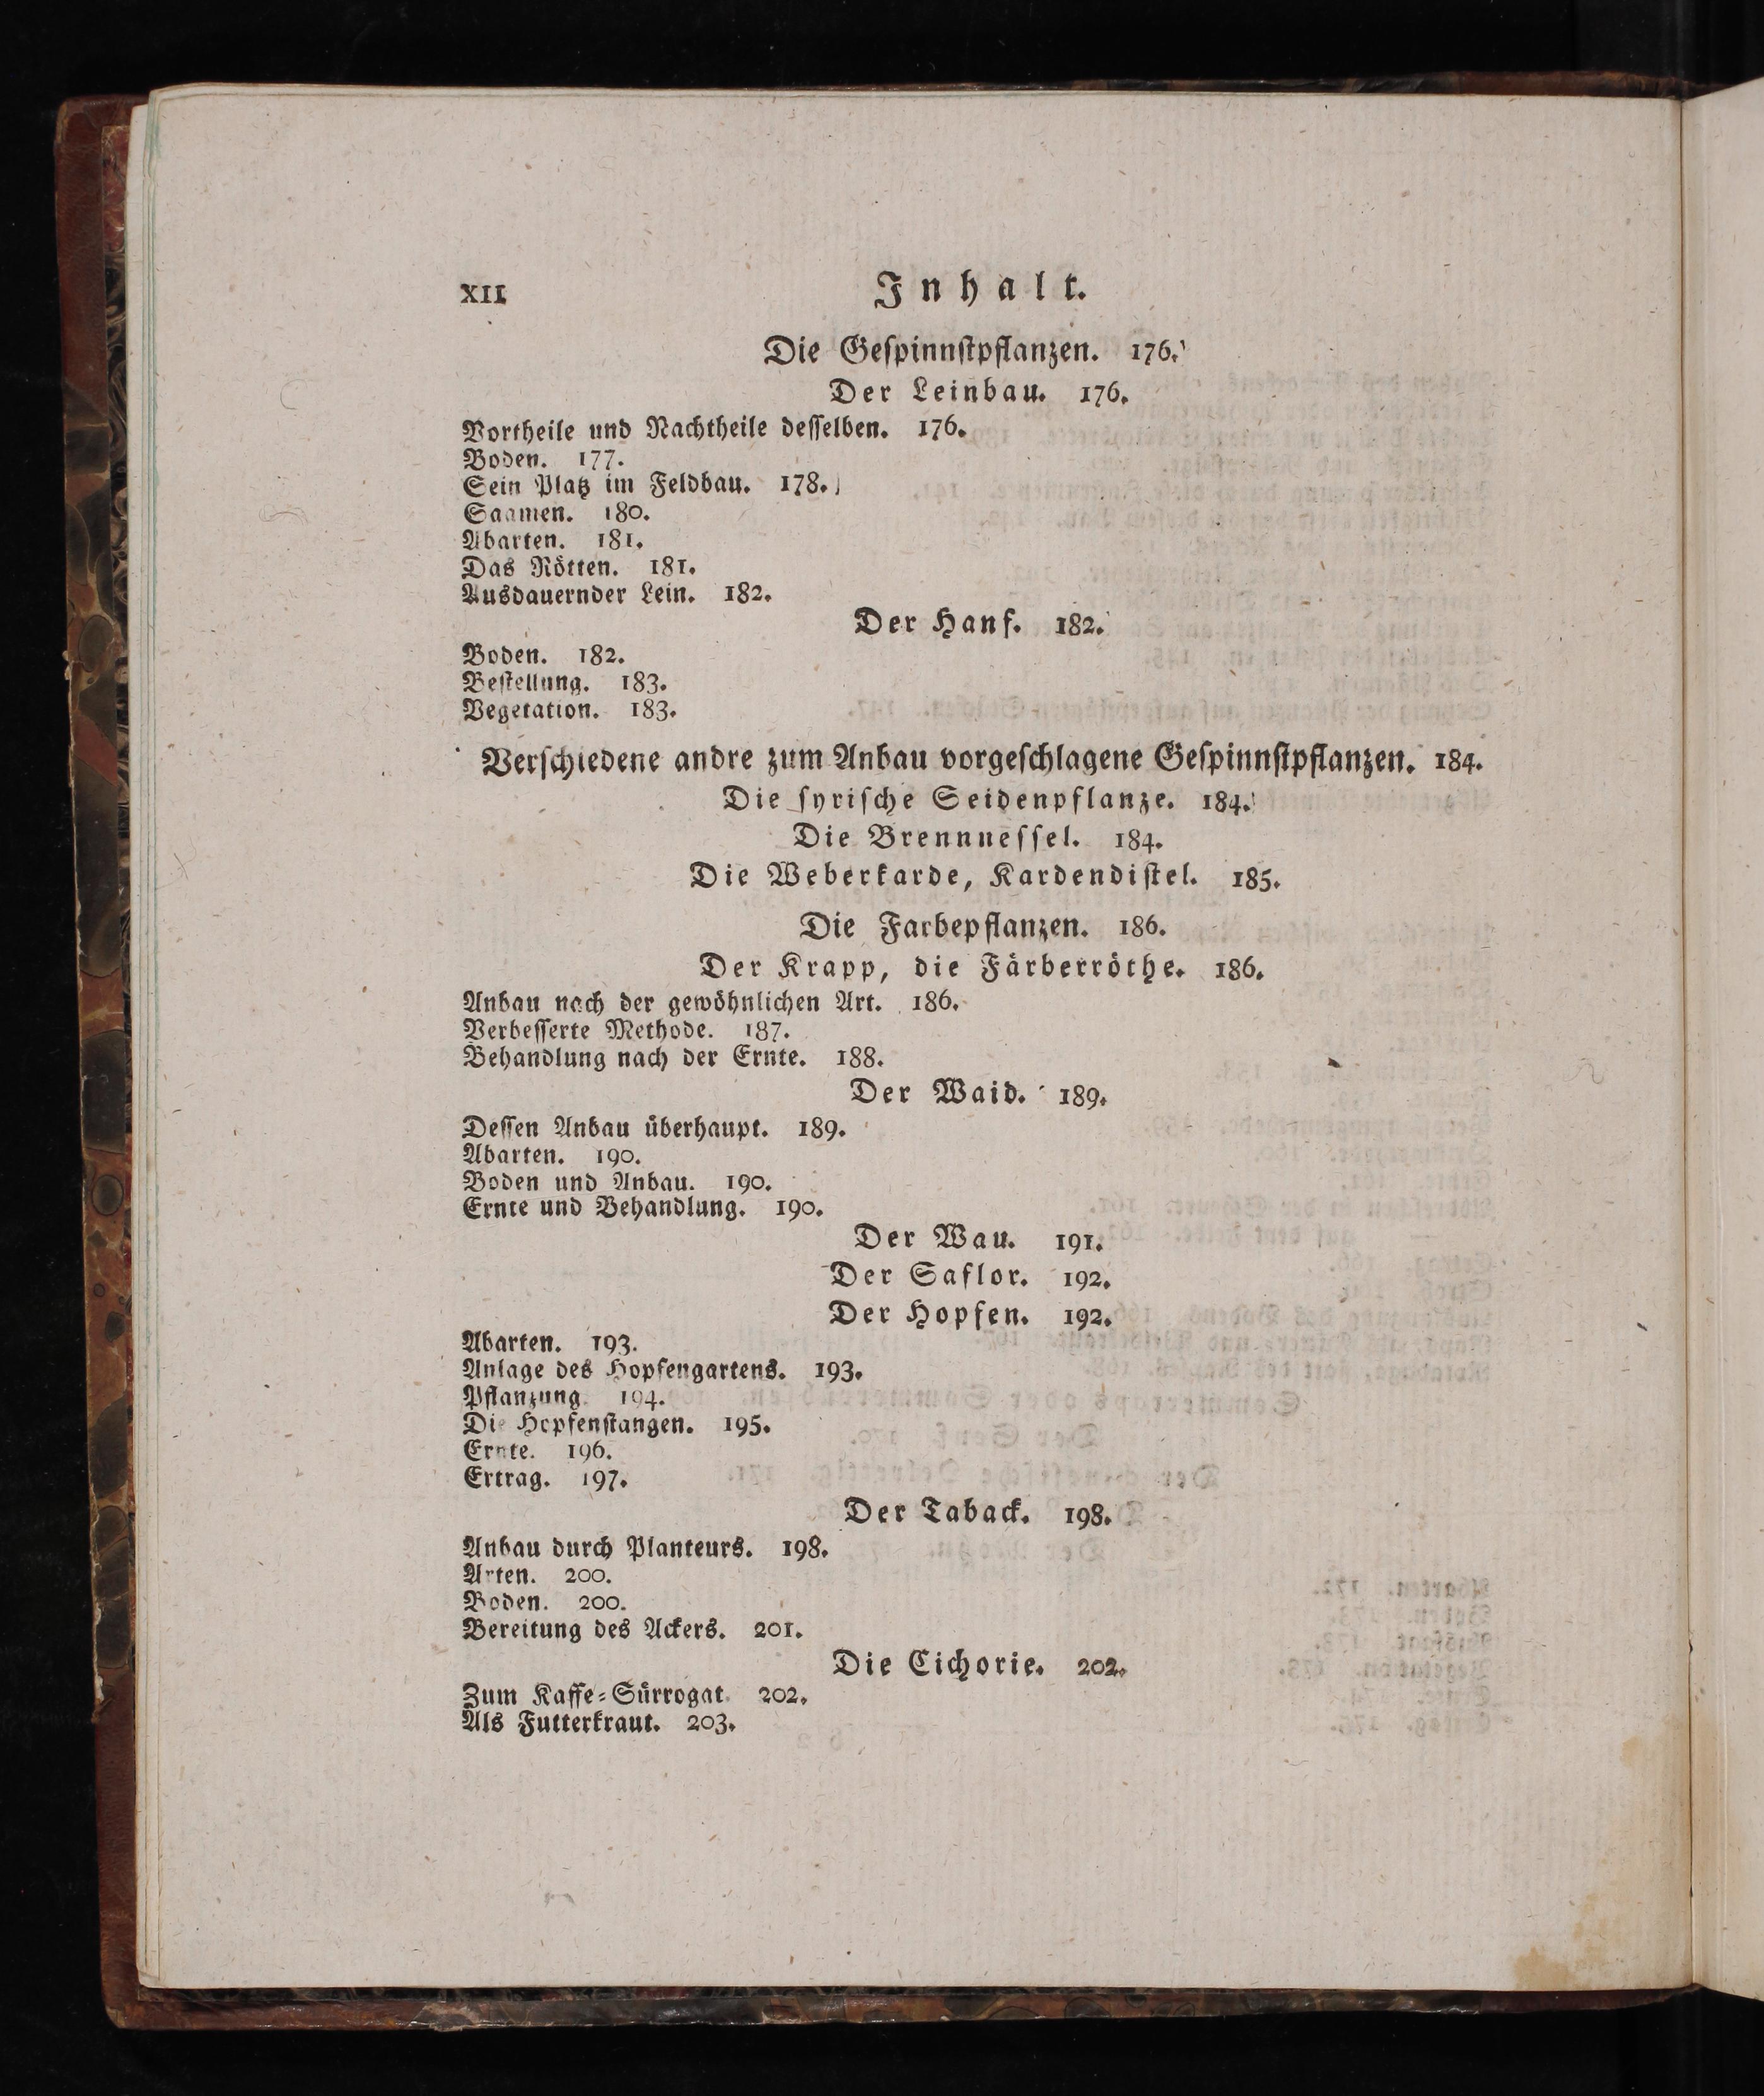 XII
Inhalt.
Die Geſpinnſtpflanzen. 176.
Der Leinbau. 176.
Vortheile und Nachtheile deſſelben. 176.
Boden. 177.
Sein Platz im Feldbau. 178.
Saamen. 180.
Abarten. 181.
Das Rötten. 181.
Ausdauernder Lein. 182.
Der Hanf. 182.
Boden. 182.
Beſtellung. 183.
Vegetation. 183.
Verſchiedene andre zum Anbau vorgeſchlagene Geſpinnſtpflanzen. 184.
Die ſyriſche Seidenpflanze. 184.
Die Brennneſſel. 184.
Die Weberkarde, Kardendiſtel. 185.
Die Farbepflanzen. 186.
Der Krapp, die Färberröthe. 186.
Anbau nach der gewöhnlichen Art. 186.
Verbeſſerte Methode. 187.
Behandlung nach der Ernte. 188.
Der Waid. 189.
Deſſen Anbau überhaupt. 189.
Abarten. 190.
Boden und Anbau. 190.
Ernte und Behandlung. 190.
Der Wau. 191.
Der Saflor. 192.
Der Hopfen. 192.
Abarten. 193.
Anlage des Hopfengartens. 193.
Pflanzung. 194.
Die Hopfenſtangen. 195.
Ernte. 196.
Ertrag. 197.
Der Taback. 198.
Anbau durch Planteurs. 198.
Arten. 200.
Boden. 200.
Bereitung des Ackers. 201.
Die Cichorie. 202.
Zum Kaffe-Sürrogat. 202.
Als Futterkraut. 203.